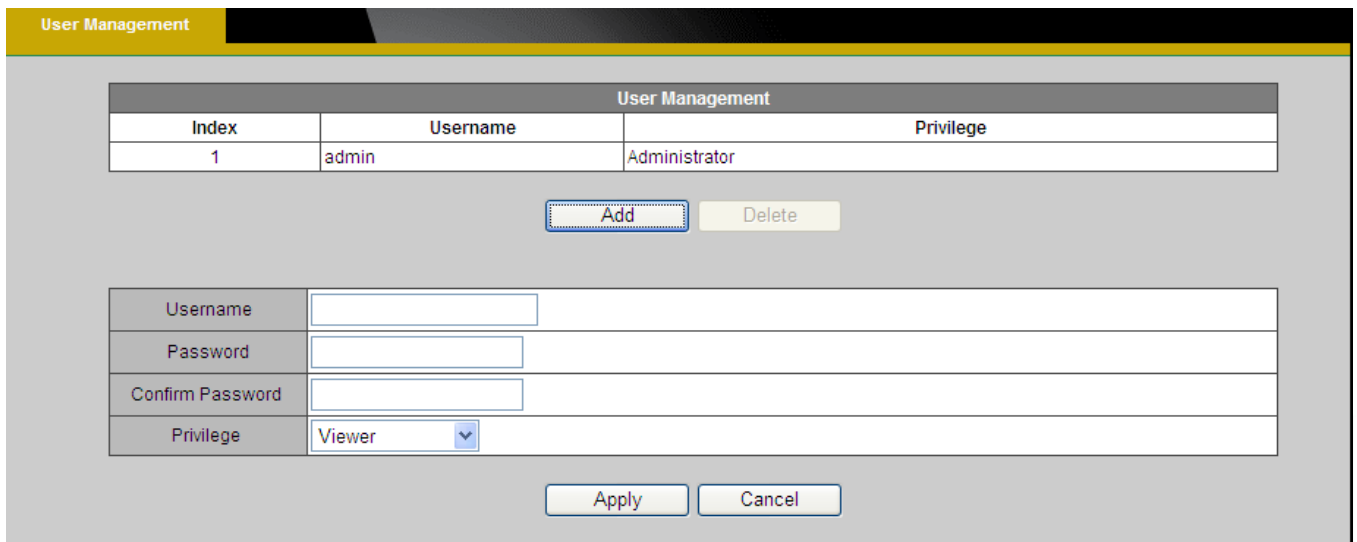 User Management
User Management
Index Username Privilege
1 admin Administrator
Add Delete
Username
Password
Confirm Password
Privilege Viewer
Apply Cancel